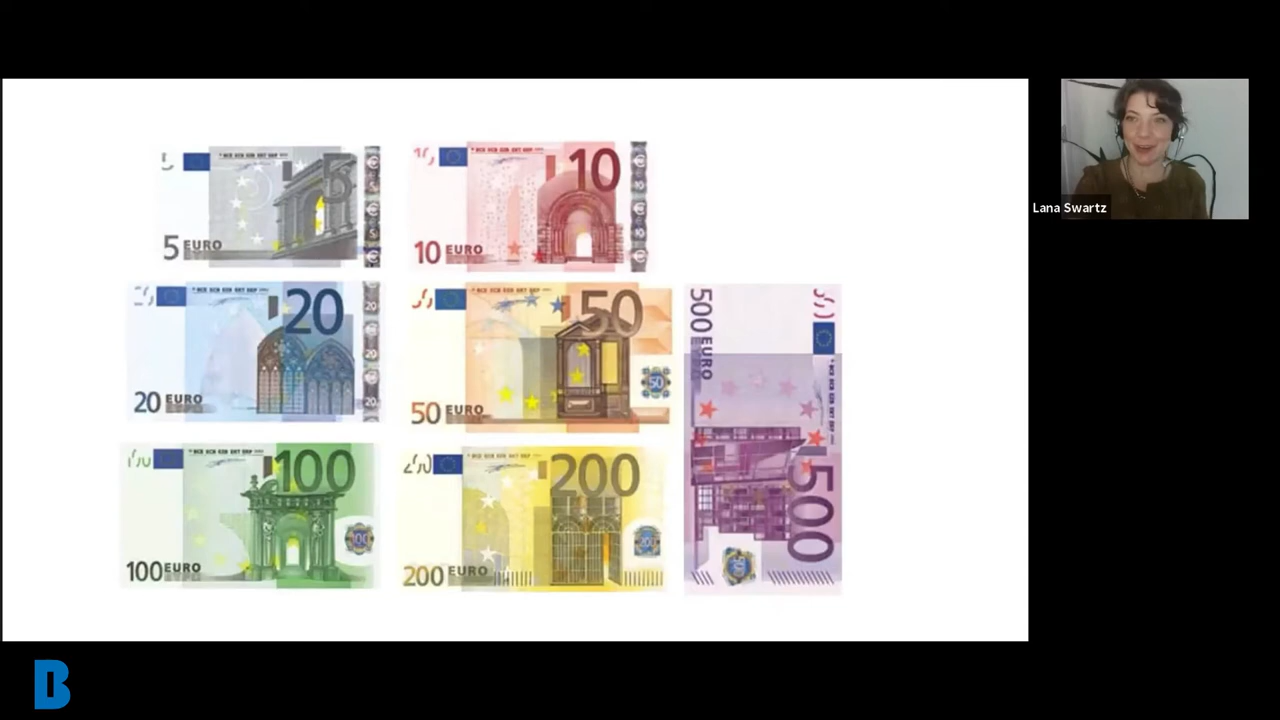 5
5 EURO
10
10 EURO
20
20 EURO
50
50 EURO
100
100 EURO
200
200 EURO
500
500 EURO
Lana Swartz
B